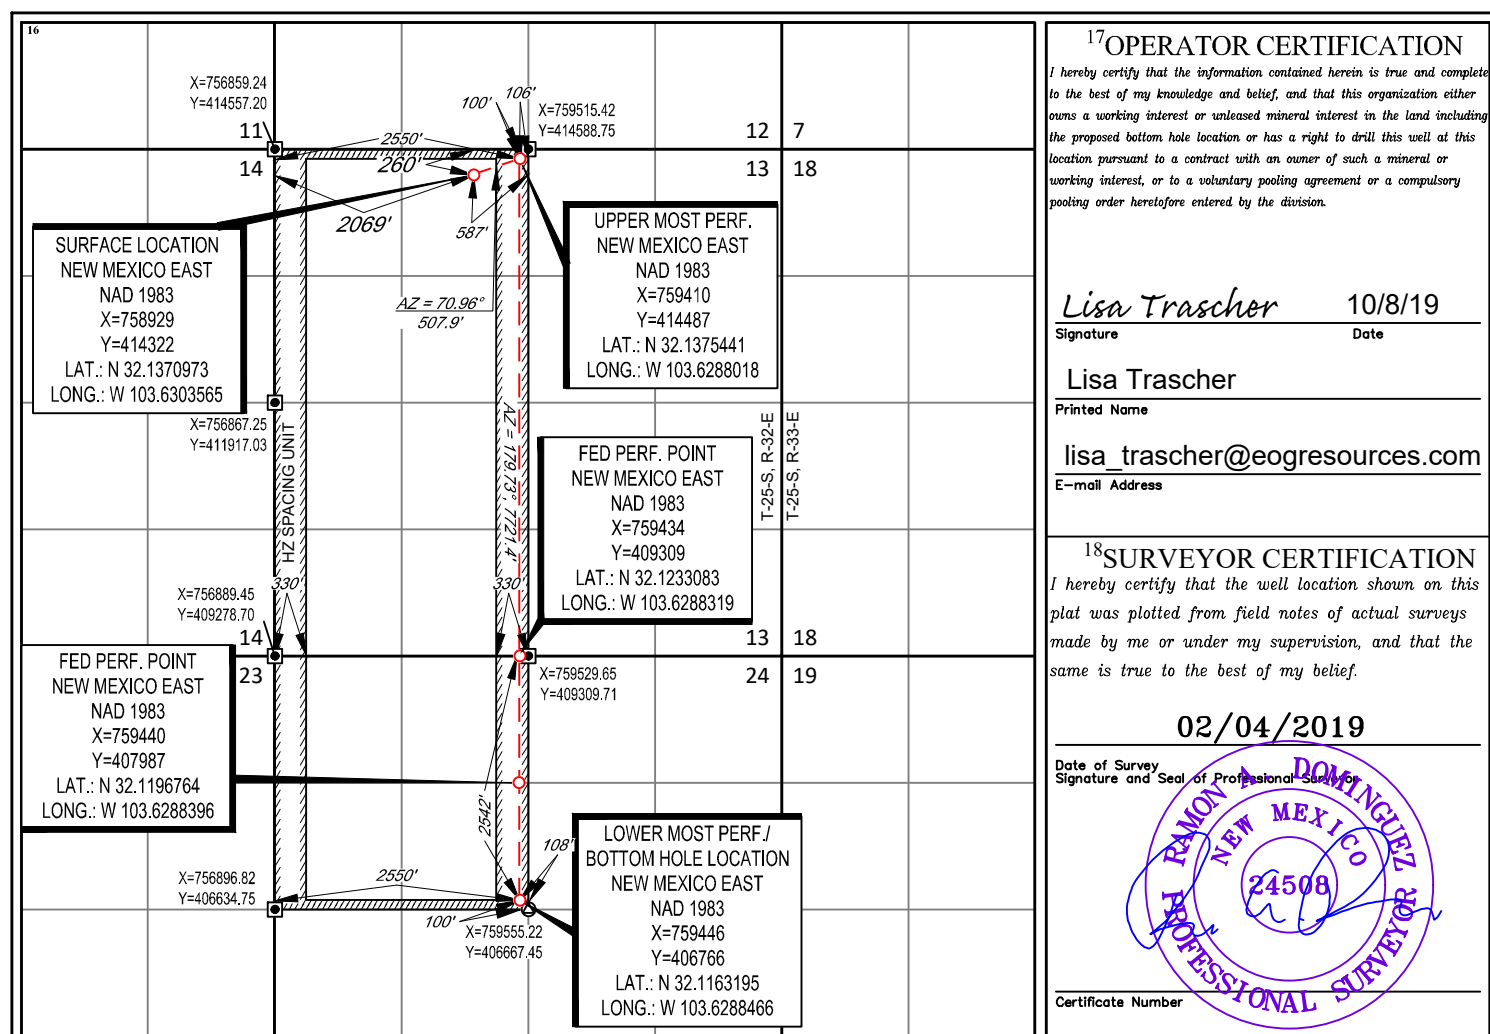 16
X=756859.24
Y=414557.20
100'
106'
X=759515.42
Y=414588.75
11
2550'
12
7
14
260'
13
18
2069'
587'
SURFACE LOCATION
NEW MEXICO EAST
NAD 1983
X=758929
Y=414322
LAT.: N 32.1370973
LONG.: W 103.6303565
UPPER MOST PERF.
NEW MEXICO EAST
NAD 1983
X=759410
Y=414487
LAT.: N 32.1375441
LONG.: W 103.6288018
AZ = 70.96°
507.9'
X=756867.25
Y=411917.03
HZ SPACING UNIT
AZ = 179.73°, 7721.4'
T-25-S, R-32-E
T-25-S, R-33-E
FED PERF. POINT
NEW MEXICO EAST
NAD 1983
X=759434
Y=409309
LAT.: N 32.1233083
LONG.: W 103.6288319
330'
330'
X=756889.45
Y=409278.70
14
13
18
23
24
19
X=759529.65
Y=409309.71
FED PERF. POINT
NEW MEXICO EAST
NAD 1983
X=759440
Y=407987
LAT.: N 32.1196764
LONG.: W 103.6288396
2542'
108'
LOWER MOST PERF./
BOTTOM HOLE LOCATION
NEW MEXICO EAST
NAD 1983
X=759446
Y=406766
LAT.: N 32.1163195
LONG.: W 103.6288466
X=756896.82
Y=406634.75
2550'
100'
X=759555.22
Y=406667.45
17OPERATOR CERTIFICATION
I hereby certify that the information contained herein is true and complete
to the best of my knowledge and belief, and that this organization either
owns a working interest or unleased mineral interest in the land including
the proposed bottom hole location or has a right to drill this well at this
location pursuant to a contract with an owner of such a mineral or
working interest, or to a voluntary pooling agreement or a compulsory
pooling order heretofore entered by the division.
Lisa Trascher 10/8/19
Signature Date
Lisa Trascher
Printed Name
lisa_trascher@eogresources.com
E-mail Address
18SURVEYOR CERTIFICATION
I hereby certify that the well location shown on this
plat was plotted from field notes of actual surveys
made by me or under my supervision, and that the
same is true to the best of my belief.
02/04/2019
Date of Survey
Signature and Seal of Professional Surveyor
RAMON A. DOMINGUEZ
NEW MEXICO
24508
PROFESSIONAL SURVEYOR
Certificate Number